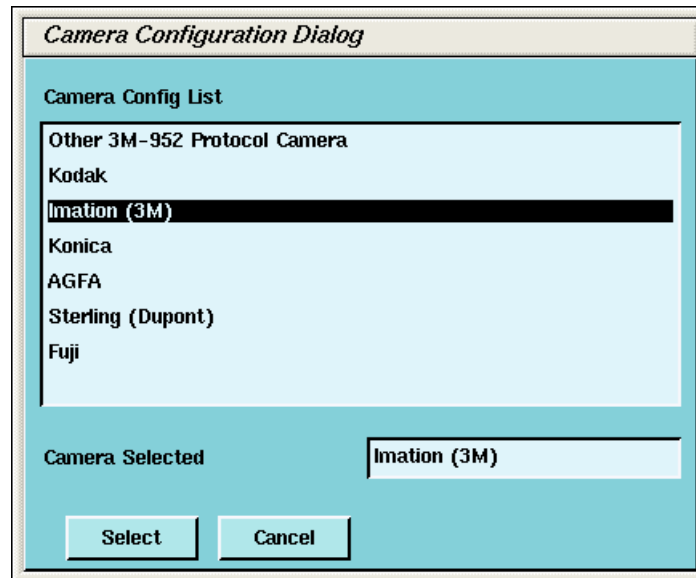 Camera Configuration Dialog
Camera Config List
Other 3M-952 Protocol Camera
Kodak
Imation (3M)
Konica
AGFA
Sterling (Dupont)
Fuji
Camera Selected Imation (3M)
Select Cancel